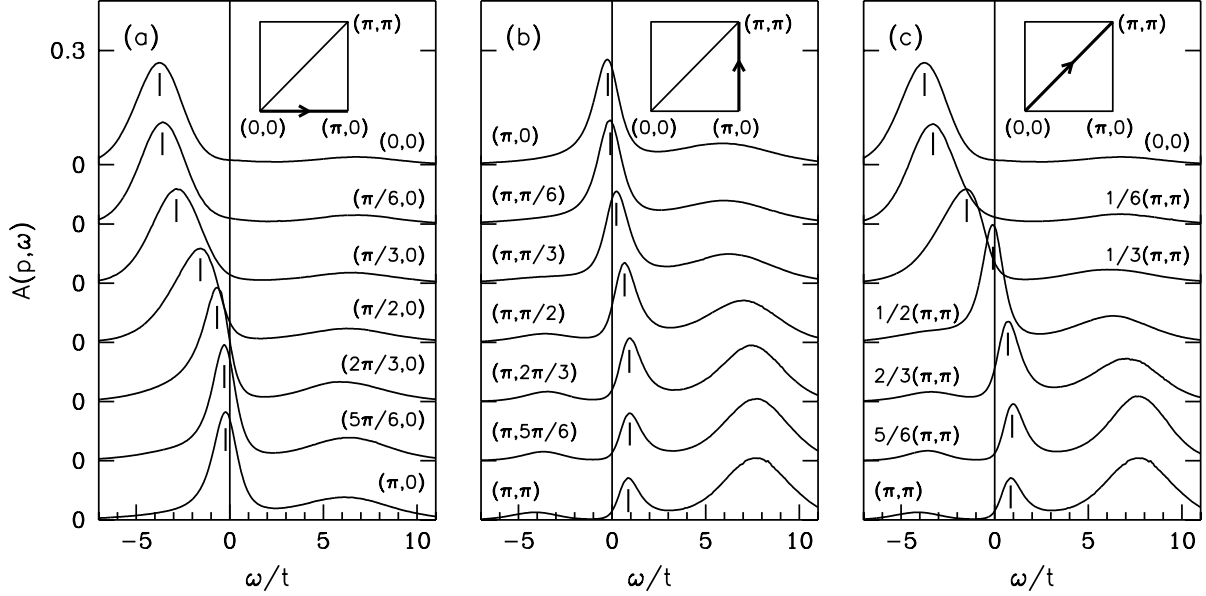 (a)
(π,π)
(0,0)
(π,0)
0.3
0
0
0
0
0
0
0
A(p,ω)
(0,0)
(π/6,0)
(π/3,0)
(π/2,0)
(2π/3,0)
(5π/6,0)
(π,0)
−5
0
5
10
ω/t
(b)
(π,π)
(0,0)
(π,0)
(π,0)
(π,π/6)
(π,π/3)
(π,π/2)
(π,2π/3)
(π,5π/6)
(π,π)
−5
0
5
10
ω/t
(c)
(π,π)
(0,0)
(π,0)
(0,0)
1/6(π,π)
1/3(π,π)
1/2(π,π)
2/3(π,π)
5/6(π,π)
(π,π)
−5
0
5
10
ω/t